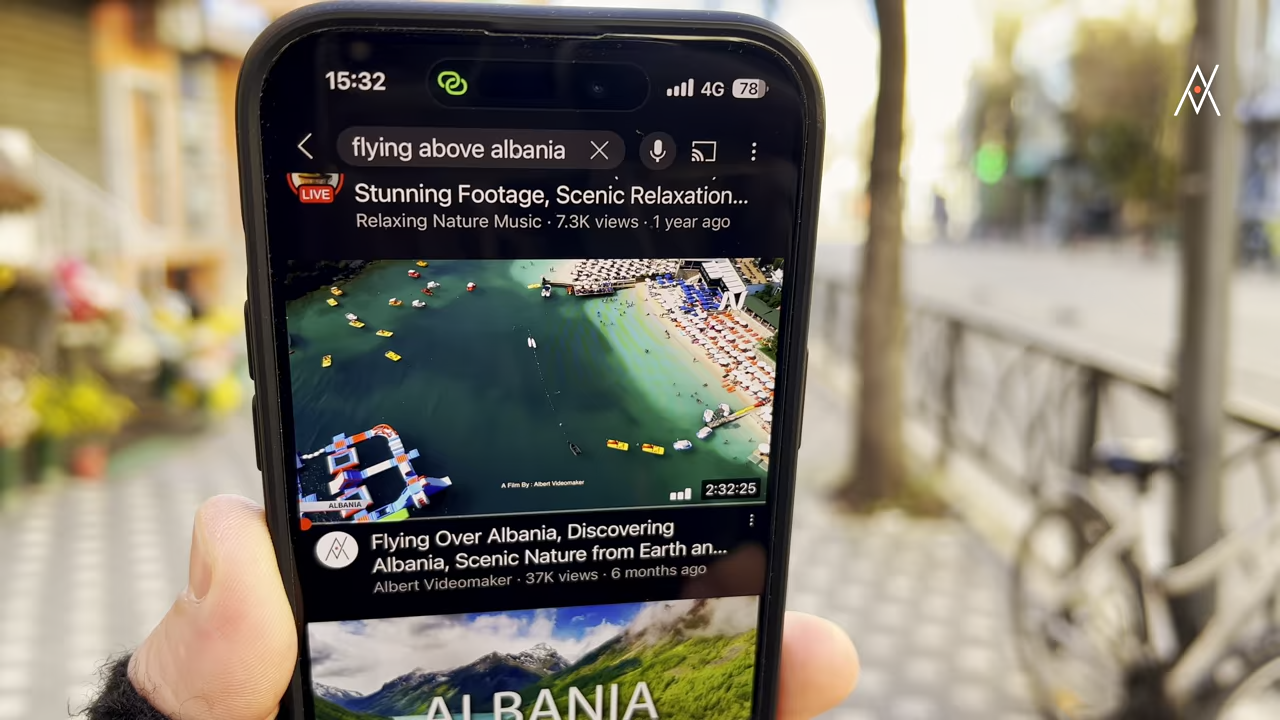 15:32
4G 78
flying above albania
LIVE
Stunning Footage, Scenic Relaxation...
Relaxing Nature Music · 7.3K views · 1 year ago
A Film By : Albert Videomaker
2:32:25
ALBANIA
Flying Over Albania, Discovering
Albania, Scenic Nature from Earth an...
Albert Videomaker · 37K views · 6 months ago
ALBANIA